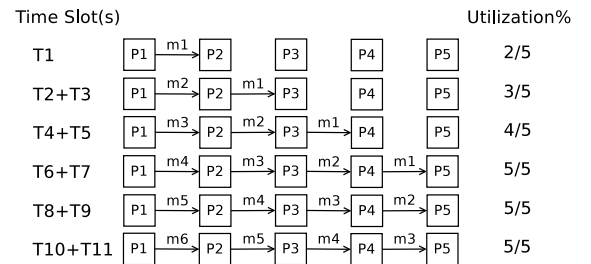 Time Slot(s) Utilization%
T1 P1 m1 P2 P3 P4 P5 2/5
T2+T3 P1 m2 P2 m1 P3 P4 P5 3/5
T4+T5 P1 m3 P2 m2 P3 m1 P4 P5 4/5
T6+T7 P1 m4 P2 m3 P3 m2 P4 m1 P5 5/5
T8+T9 P1 m5 P2 m4 P3 m3 P4 m2 P5 5/5
T10+T11 P1 m6 P2 m5 P3 m4 P4 m3 P5 5/5